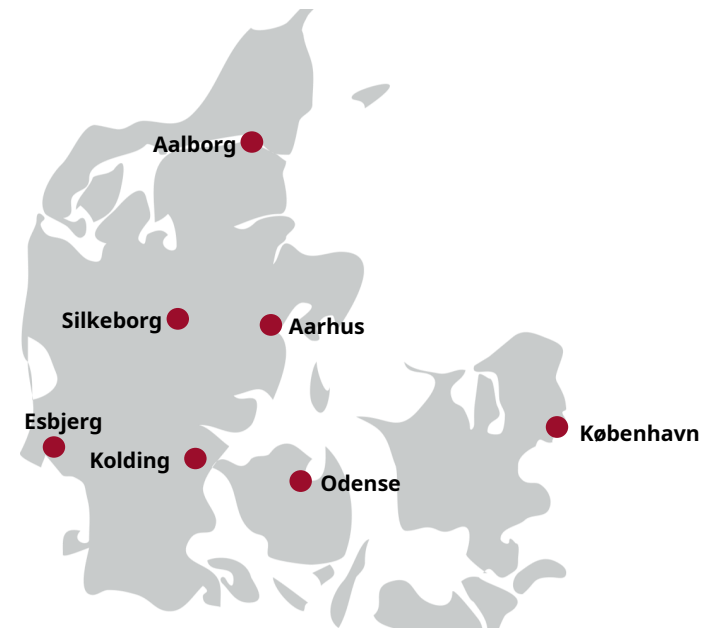 Aalborg
Silkeborg
Aarhus
Esbjerg
København
Kolding
Odense